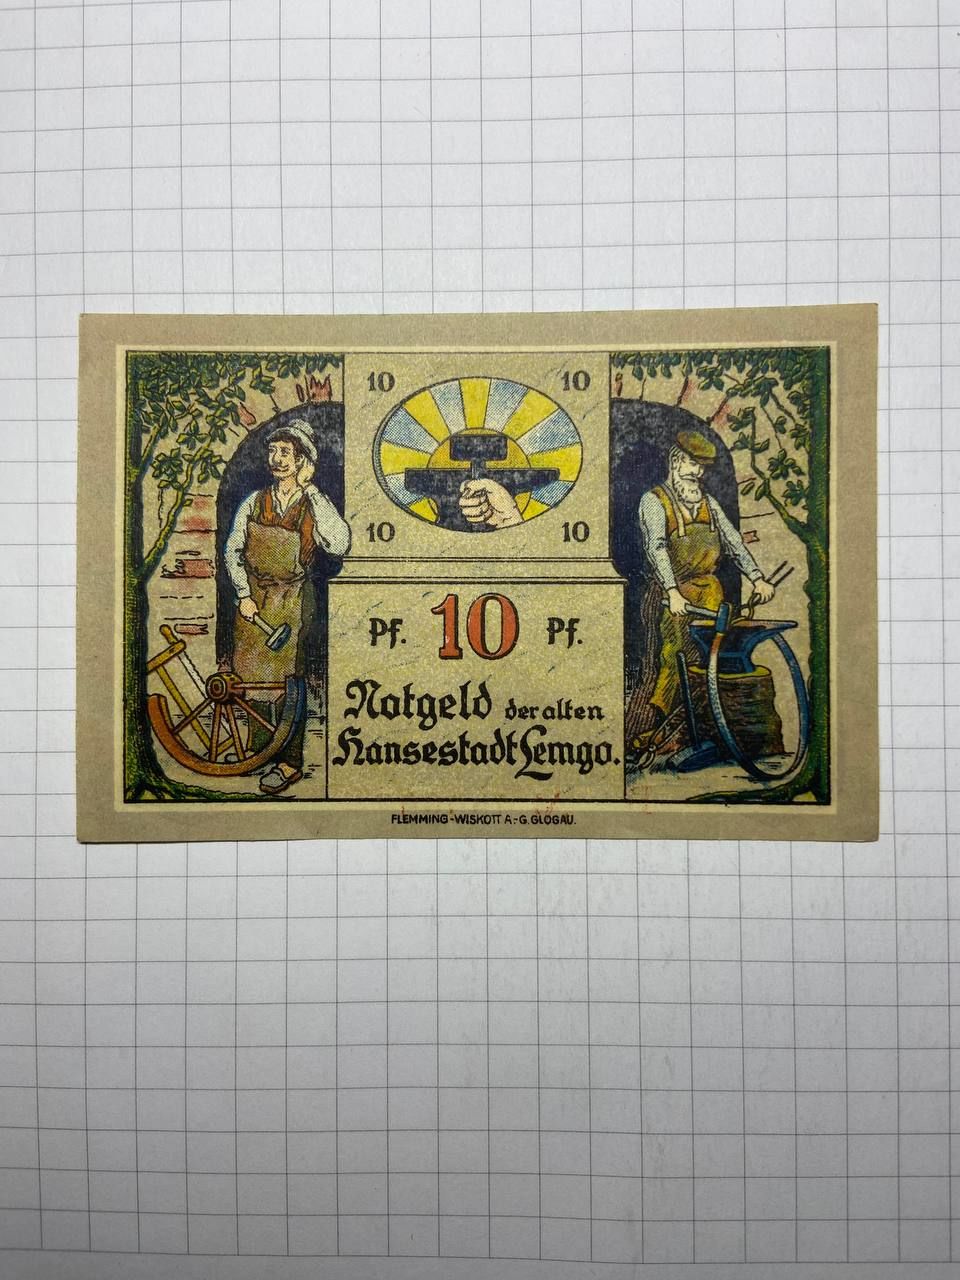 10 10
10 10
Pf. 10 Pf.
Notgeld der alten
Hansestadt Lemgo.
FLEMMING-WISKOTT A.-G. GLOGAU.